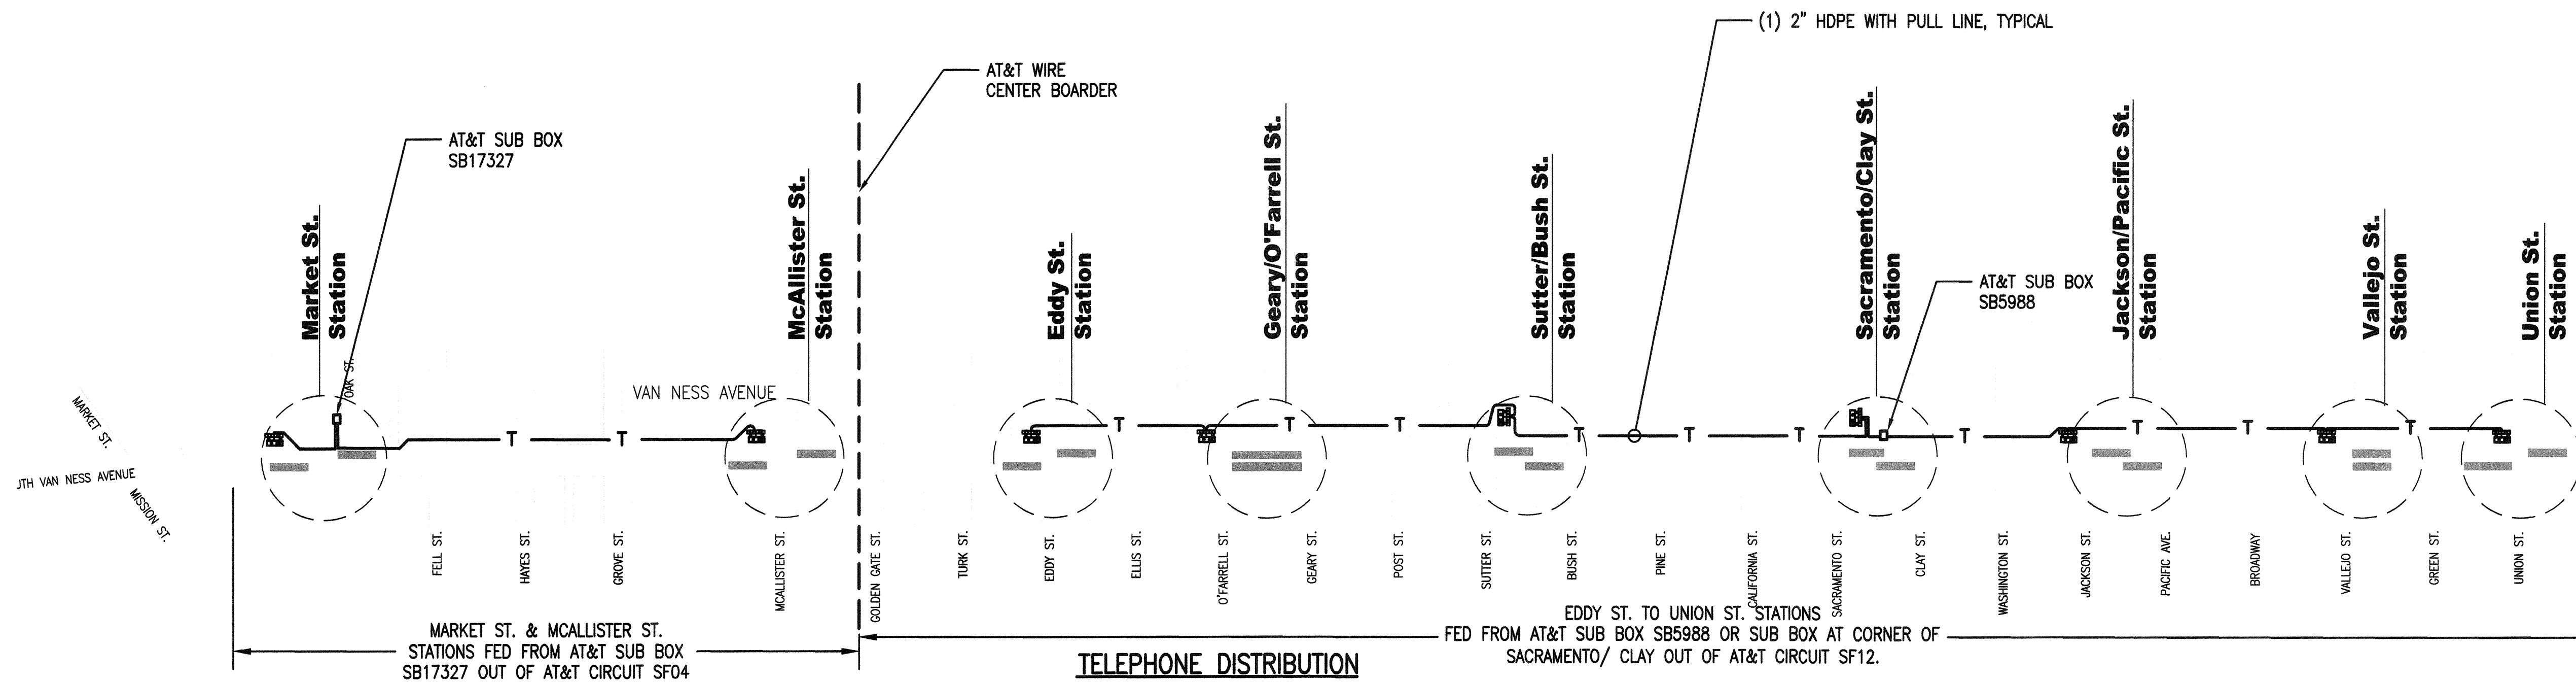 (1) 2" HDPE WITH PULL LINE, TYPICAL
AT&T WIRE
CENTER BOARDER
AT&T SUB BOX
SB17327
AT&T SUB BOX
SB5988
Market St.
Station
McAllister St.
Station
Eddy St.
Station
Geary/O'Farrell St.
Station
Sutter/Bush St.
Station
Sacramento/Clay St.
Station
Jackson/Pacific St.
Station
Vallejo St.
Station
Union St.
Station
OAK ST.
VAN NESS AVENUE
MARKET ST.
JTH VAN NESS AVENUE
MISSION ST.
T
T
T
T
T
T
T
T
T
T
T
T
FELL ST.
HAYES ST.
GROVE ST.
MCALLISTER ST.
GOLDEN GATE ST.
TURK ST.
EDDY ST.
ELLIS ST.
O'FARRELL ST.
GEARY ST.
POST ST.
SUTTER ST.
BUSH ST.
PINE ST.
CALIFORNIA ST.
SACRAMENTO ST.
CLAY ST.
WASHINGTON ST.
JACKSON ST.
PACIFIC AVE.
BROADWAY
VALLEJO ST.
GREEN ST.
UNION ST.
MARKET ST. & MCALLISTER ST.
STATIONS FED FROM AT&T SUB BOX
SB17327 OUT OF AT&T CIRCUIT SF04
EDDY ST. TO UNION ST. STATIONS
FED FROM AT&T SUB BOX SB5988 OR SUB BOX AT CORNER OF
SACRAMENTO/ CLAY OUT OF AT&T CIRCUIT SF12.
TELEPHONE DISTRIBUTION